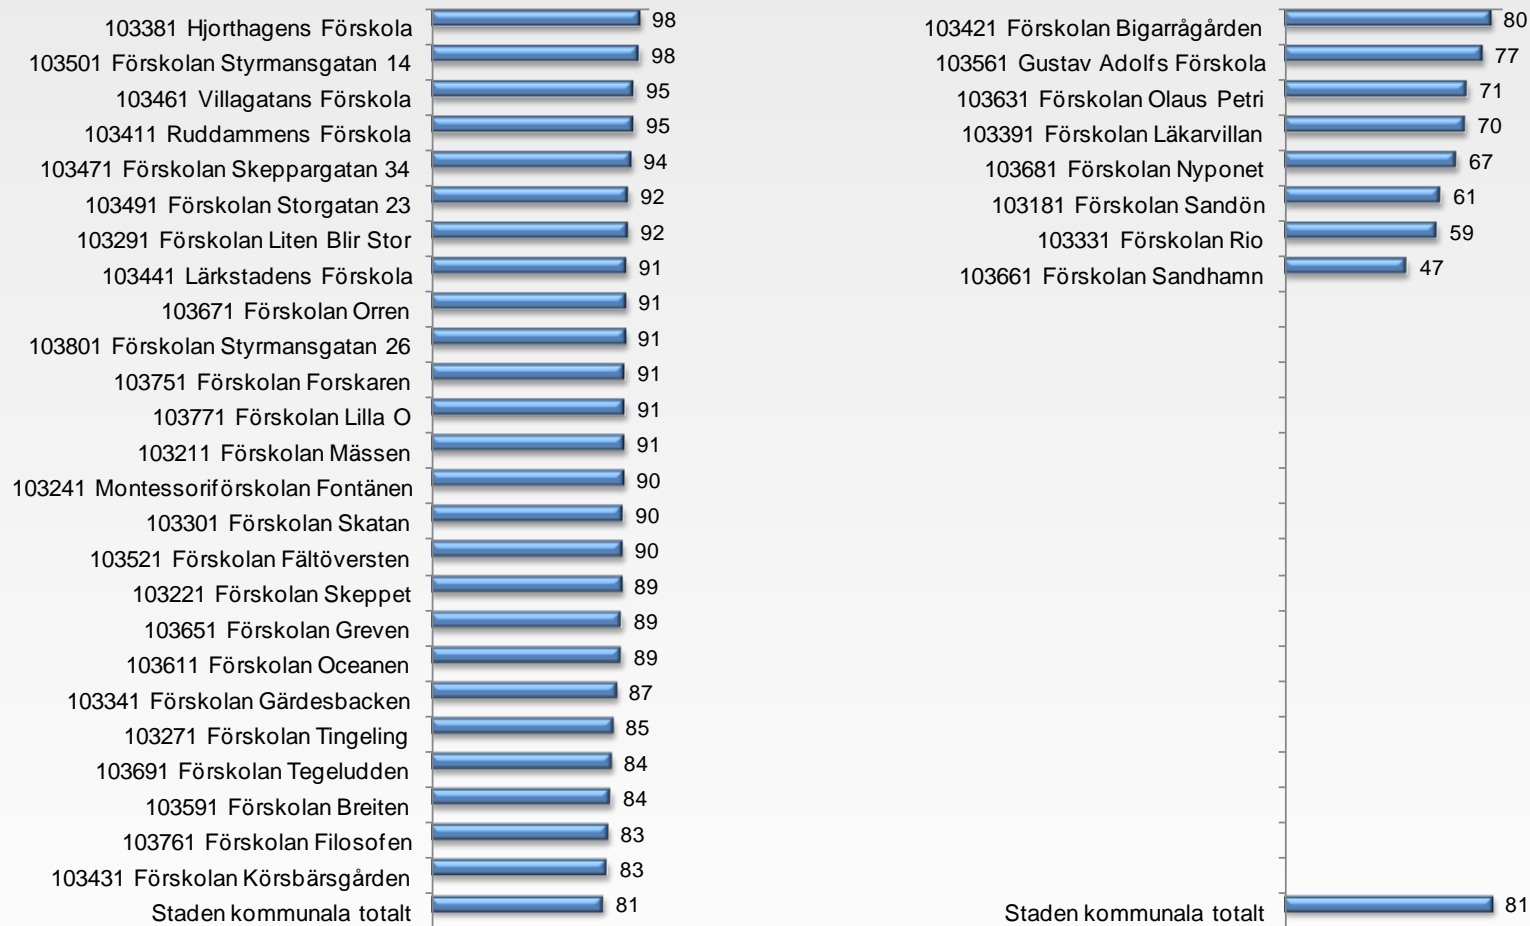 103381 Hjorthagens Förskola 98
103501 Förskolan Styrmansgatan 14 98
103461 Villagatans Förskola 95
103411 Ruddammens Förskola 95
103471 Förskolan Skeppargatan 34 94
103491 Förskolan Storgatan 23 92
103291 Förskolan Liten Blir Stor 92
103441 Lärkstadens Förskola 91
103671 Förskolan Orren 91
103801 Förskolan Styrmansgatan 26 91
103751 Förskolan Forskaren 91
103771 Förskolan Lilla O 91
103211 Förskolan Mässen 91
103241 Montessoriförskolan Fontänen 90
103301 Förskolan Skatan 90
103521 Förskolan Fältöversten 90
103221 Förskolan Skeppet 89
103651 Förskolan Greven 89
103611 Förskolan Oceanen 89
103341 Förskolan Gärdesbacken 87
103271 Förskolan Tingeling 85
103691 Förskolan Tegeludden 84
103591 Förskolan Breiten 84
103761 Förskolan Filosofen 83
103431 Förskolan Körsbärsgården 83
Staden kommunala totalt 81
103421 Förskolan Bigarrågården 80
103561 Gustav Adolfs Förskola 77
103631 Förskolan Olaus Petri 71
103391 Förskolan Läkarvillan 70
103681 Förskolan Nyponet 67
103181 Förskolan Sandön 61
103331 Förskolan Rio 59
103661 Förskolan Sandhamn 47
Staden kommunala totalt 81